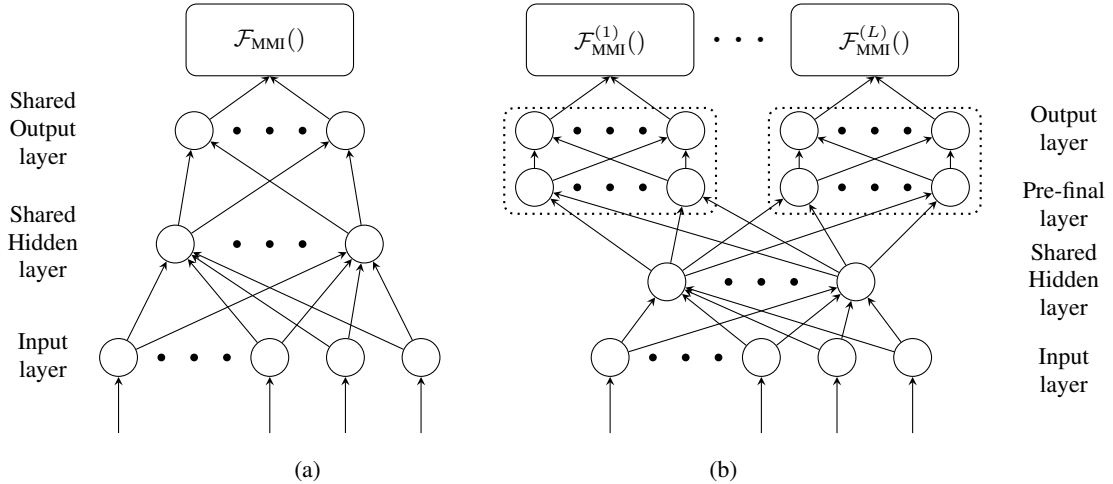 F_MMI()
Shared
Output
layer
Shared
Hidden
layer
Input
layer
(a)
F_MMI^(1)()
F_MMI^(L)()
Output
layer
Pre-final
layer
Shared
Hidden
layer
Input
layer
(b)